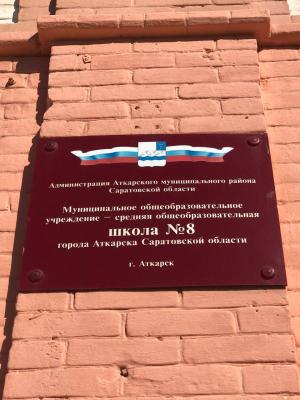 Администрация Аткарского муниципального района
Саратовской области
Муниципальное общеобразовательное
учреждение – средняя общеобразовательная
школа №8
города Аткарска Саратовской области
г. Аткарск